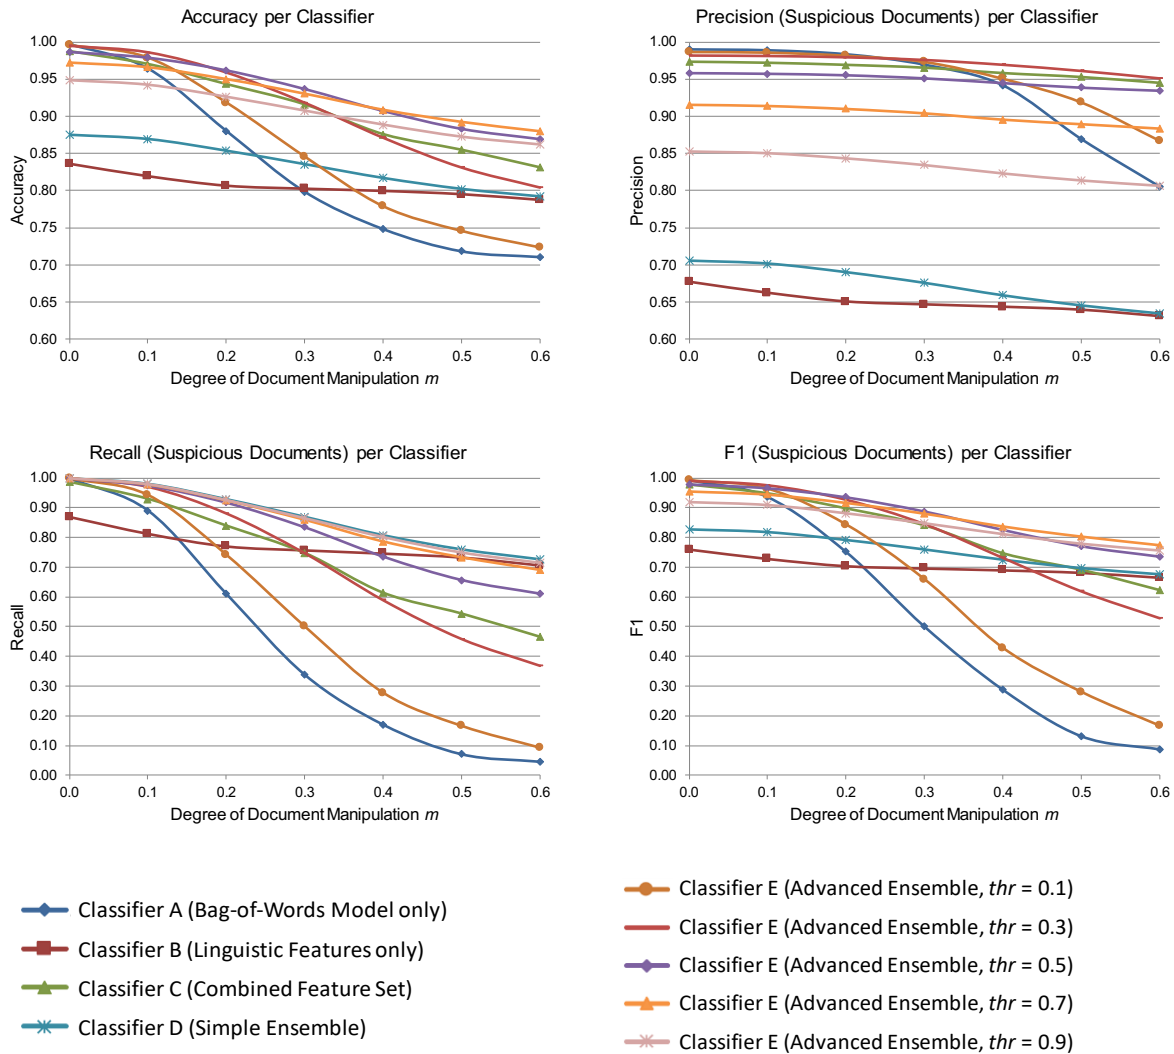 Accuracy per Classifier
1.00
0.95
0.90
0.85
0.80
0.75
0.70
0.65
0.60
Accuracy
0.0 0.1 0.2 0.3 0.4 0.5 0.6
Degree of Document Manipulation m
Precision (Suspicious Documents) per Classifier
1.00
0.95
0.90
0.85
0.80
0.75
0.70
0.65
0.60
Precision
0.0 0.1 0.2 0.3 0.4 0.5 0.6
Degree of Document Manipulation m
Recall (Suspicious Documents) per Classifier
1.00
0.90
0.80
0.70
0.60
0.50
0.40
0.30
0.20
0.10
0.00
Recall
0.0 0.1 0.2 0.3 0.4 0.5 0.6
Degree of Document Manipulation m
F1 (Suspicious Documents) per Classifier
1.00
0.90
0.80
0.70
0.60
0.50
0.40
0.30
0.20
0.10
0.00
F1
0.0 0.1 0.2 0.3 0.4 0.5 0.6
Degree of Document Manipulation m
Classifier A (Bag-of-Words Model only)
Classifier B (Linguistic Features only)
Classifier C (Combined Feature Set)
Classifier D (Simple Ensemble)
Classifier E (Advanced Ensemble, thr = 0.1)
Classifier E (Advanced Ensemble, thr = 0.3)
Classifier E (Advanced Ensemble, thr = 0.5)
Classifier E (Advanced Ensemble, thr = 0.7)
Classifier E (Advanced Ensemble, thr = 0.9)